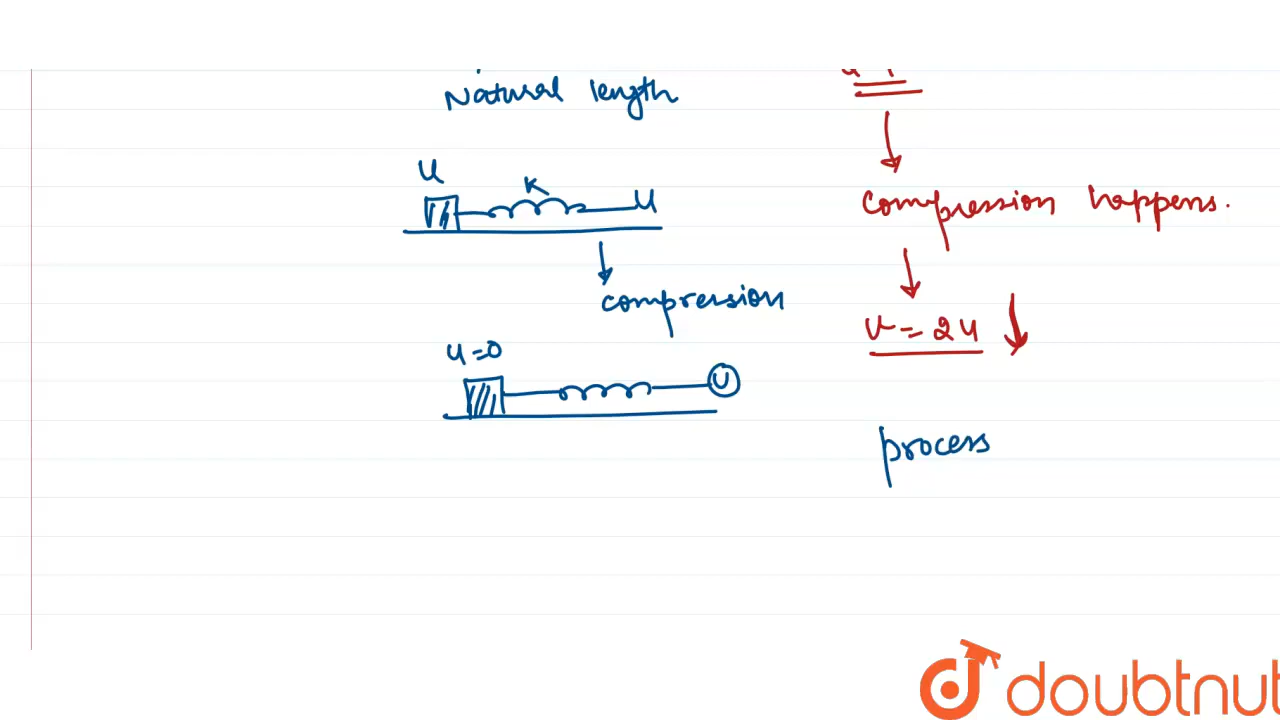 Natural length
u
K
u
compression
u=0
U
compression happens.
v=2u
process
doubtnut